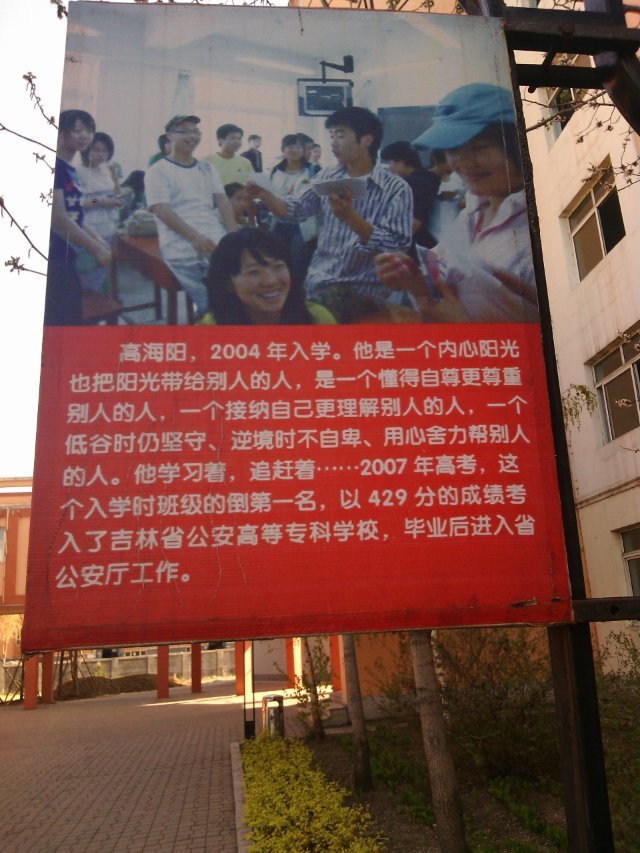 高海阳，2004 年入学。他是一个内心阳光
也把阳光带给别人的人，是一个懂得自尊更尊重
别人的人，一个接纳自己更理解别人的人，一个
低谷时仍坚守、逆境时不自卑、用心舍力帮别人
的人。他学习着，追赶着……2007 年高考，这
个入学时班级的倒第一名，以 429 分的成绩考
入了吉林省公安高等专科学校，毕业后进入省
公安厅工作。